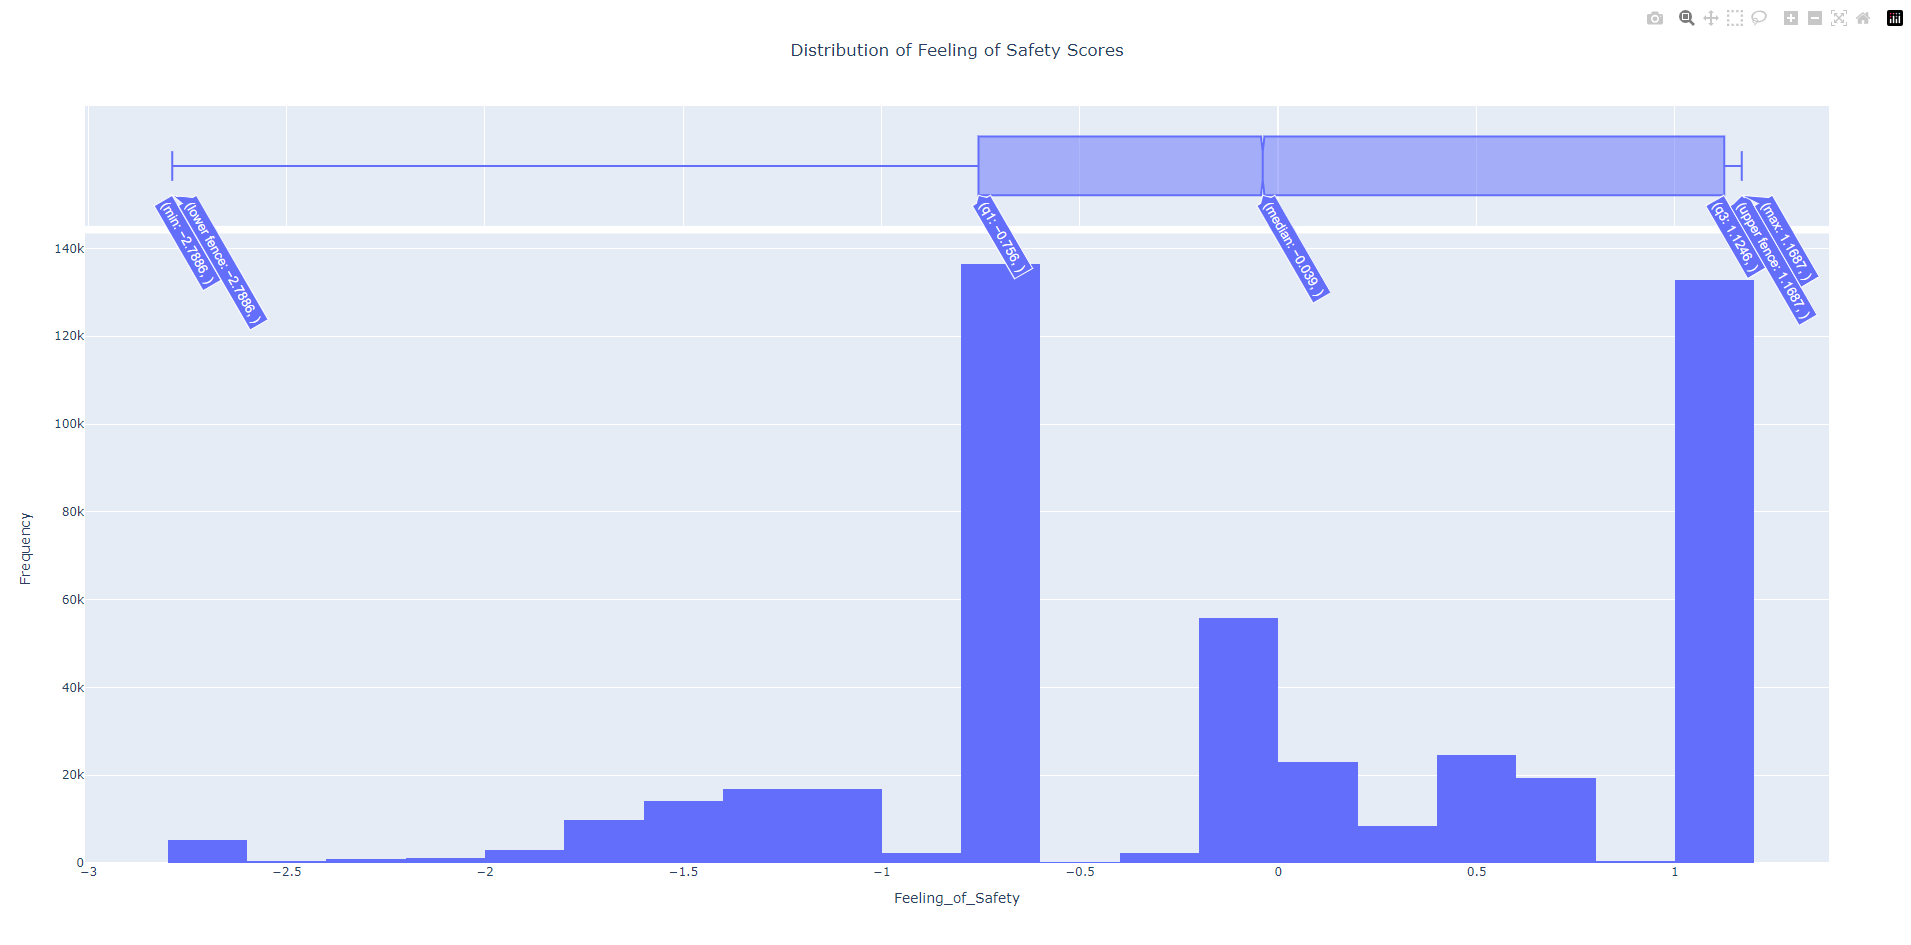 Distribution of Feeling of Safety Scores
(min: −2.7886, )
(lower fence: −2.7886, )
(q1: −0.756, )
(median: −0.039, )
(q3: 1.1246, )
(upper fence: 1.1687, )
(max: 1.1687, )
140k
120k
100k
80k
60k
40k
20k
0
Frequency
−3
−2.5
−2
−1.5
−1
−0.5
0
0.5
1
Feeling_of_Safety